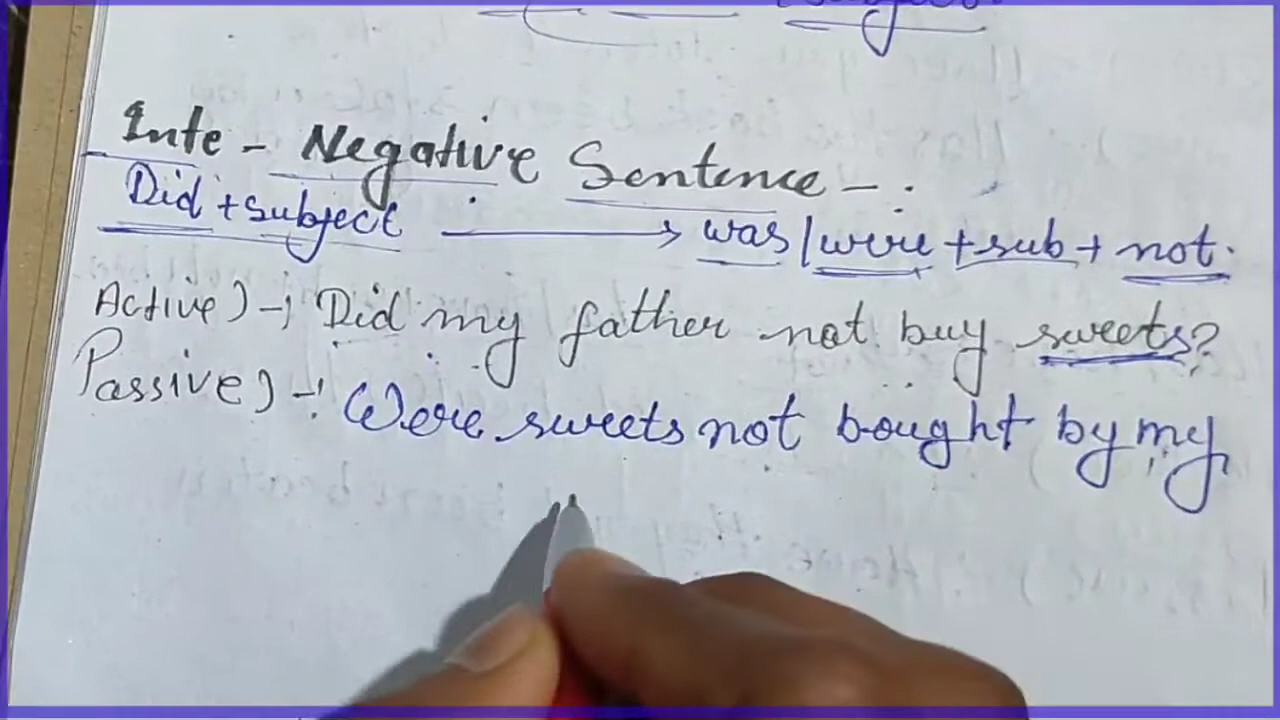 Inte - Negative Sentence - :
Did + subject → was / were + sub + not.
Active) -; Did my father not buy sweets?
Passive) -: Were sweets not bought by my